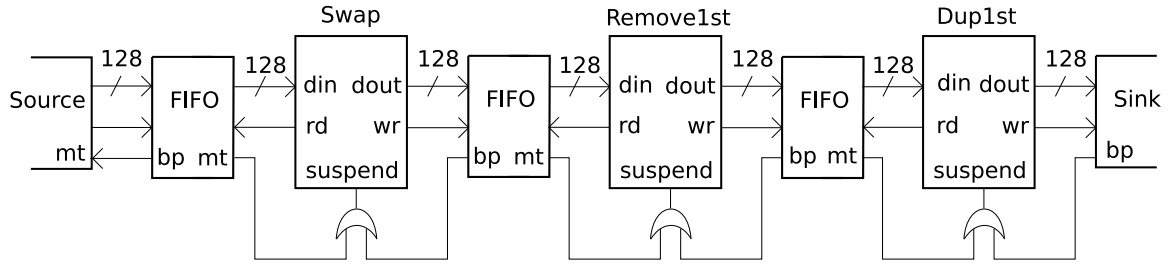 Swap Remove1st Dup1st
128 128 128 128 128 128
Source FIFO din dout FIFO din dout FIFO din dout Sink
rd wr rd wr rd wr
mt bp mt bp mt bp mt bp
suspend suspend suspend